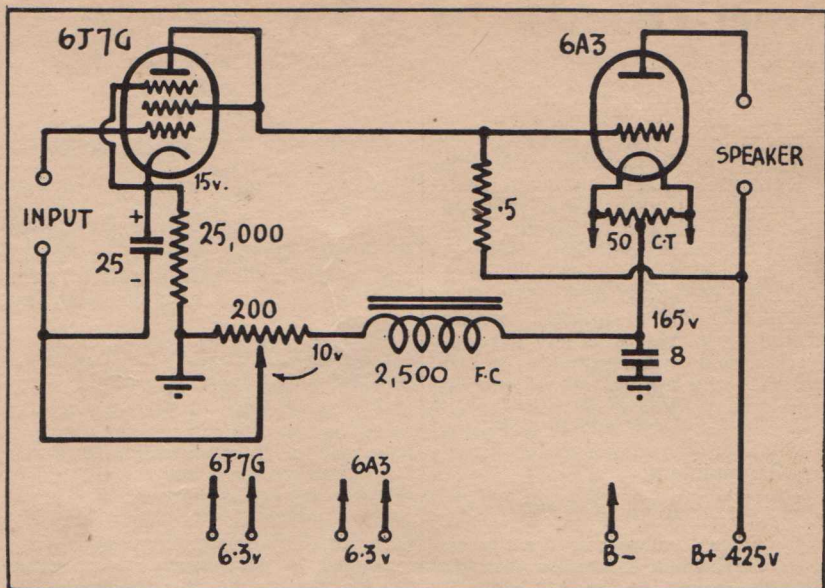 6J7G
6A3
SPEAKER
15v.
INPUT
+
25
-
25,000
.5
50 C.T
200
10v
2,500 F.C
165v
8
6J7G
6A3
6.3v
6.3v
B-
B+ 425v